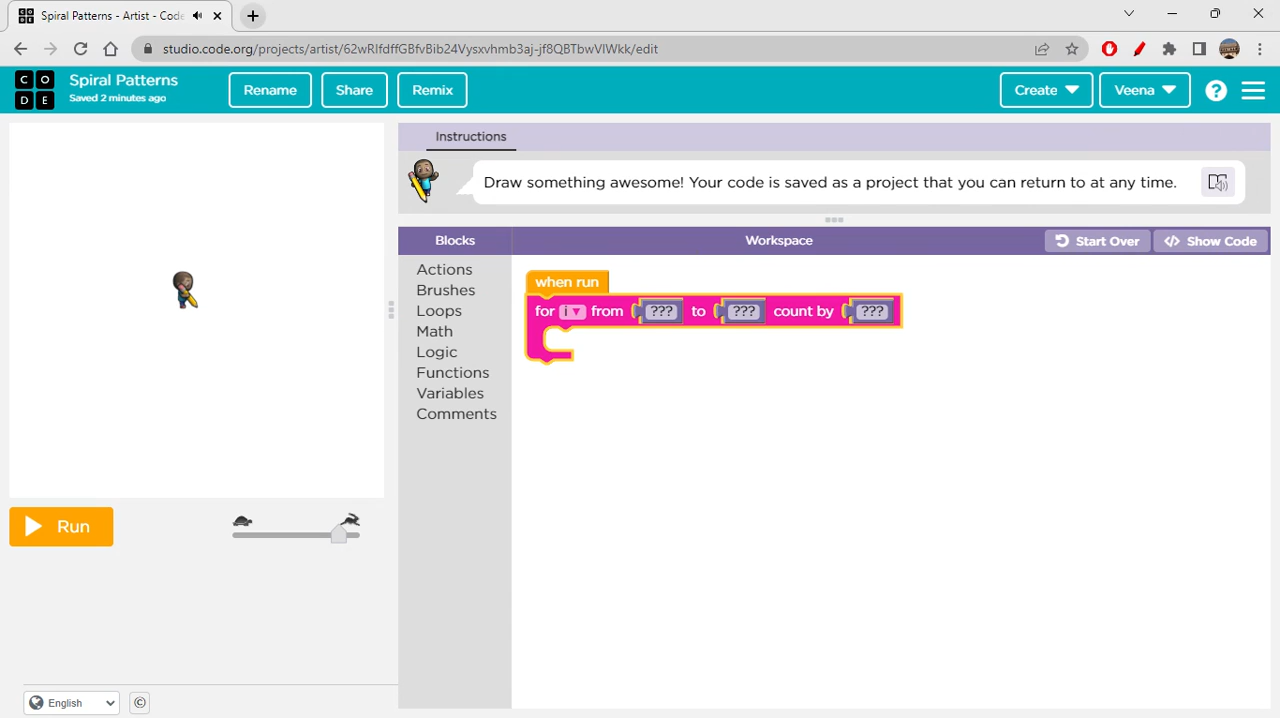 Spiral Patterns - Artist - Code
studio.code.org/projects/artist/62wRIfdffGBfvBib24Vysxvhmb3aj-jf8QBTbwVlWkk/edit
C O D E
Spiral Patterns
Saved 2 minutes ago
Rename
Share
Remix
Create
Veena
?
Instructions
Draw something awesome! Your code is saved as a project that you can return to at any time.
Blocks
Workspace
Start Over
</> Show Code
Actions
Brushes
Loops
Math
Logic
Functions
Variables
Comments
when run
for i from ??? to ??? count by ???
Run
English
©